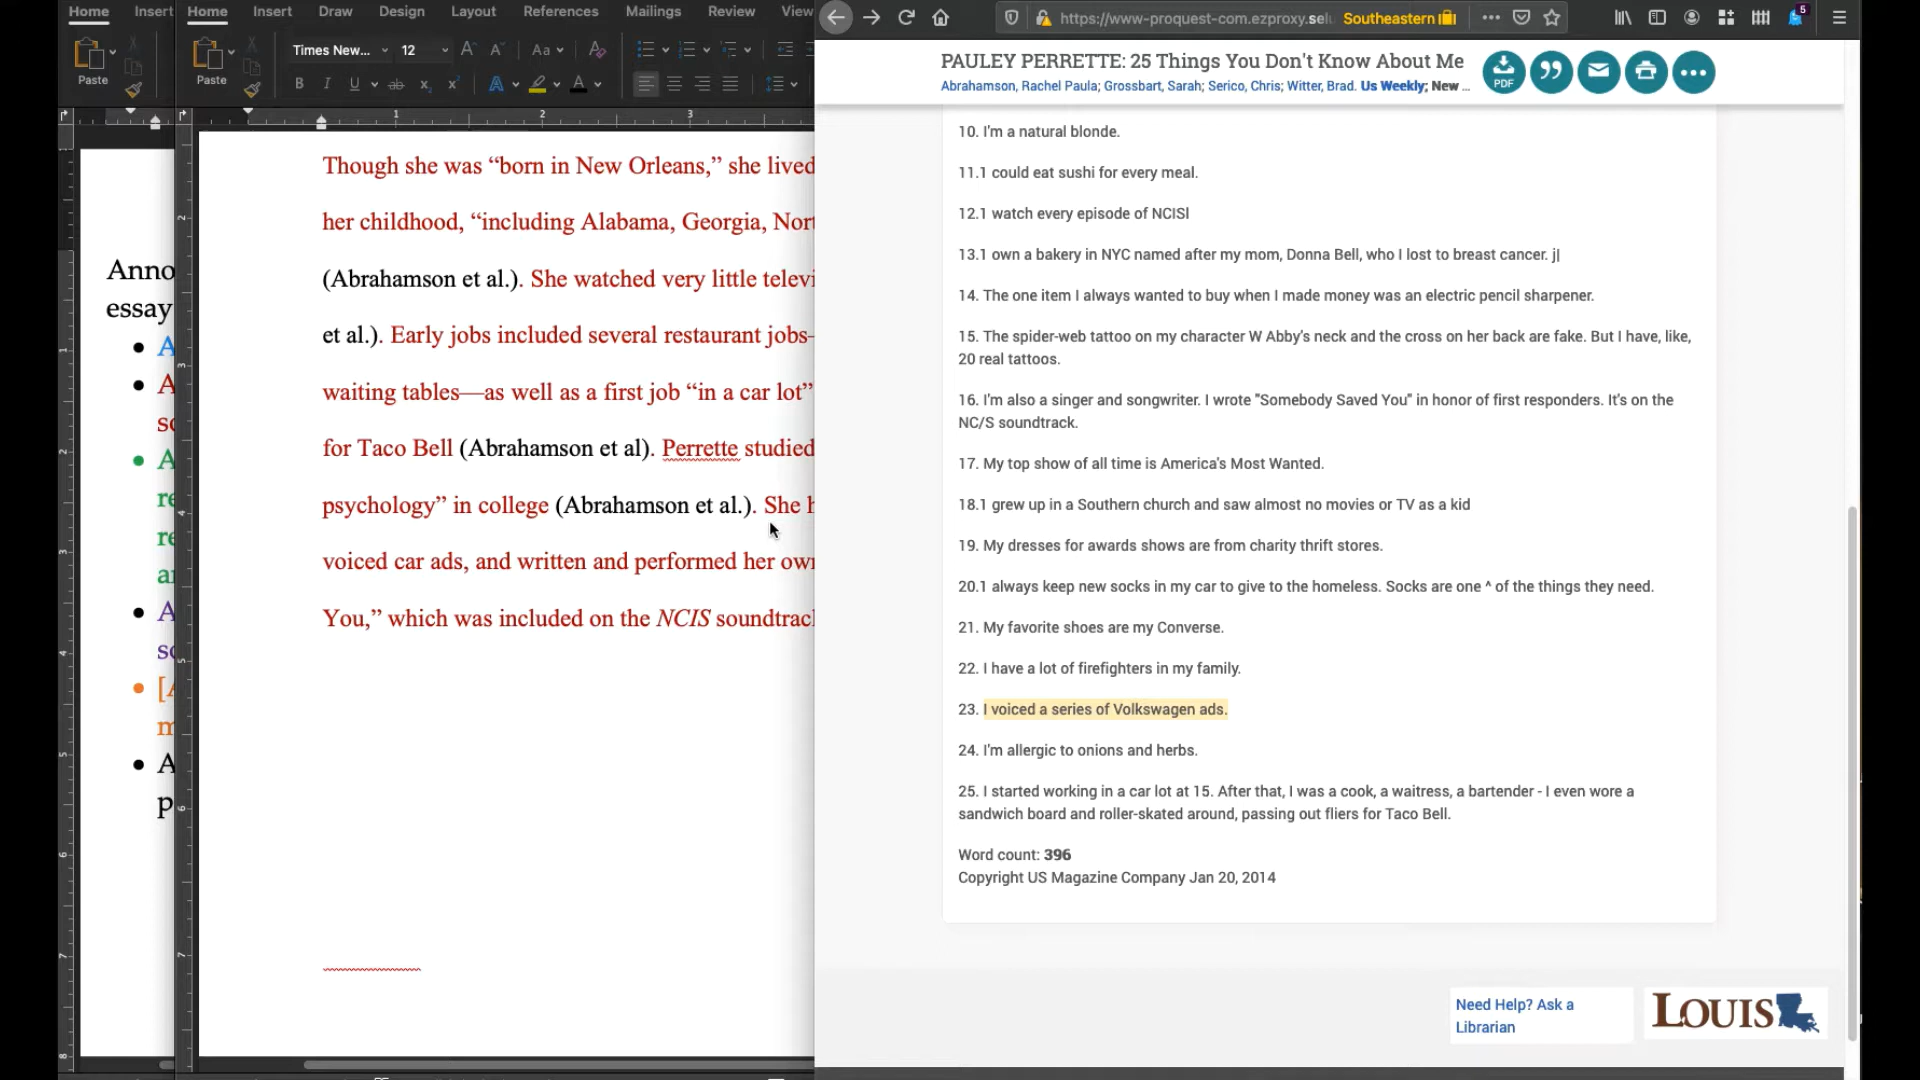 Home Insert
Home Insert Draw Design Layout References Mailings Review View
Paste
Paste
Times New... 12
B I U ab x x A A
Aa
1 2 3
Anno
essay
A
A
so
A
re
re
a
A
so
[A
m
A
p
Though she was “born in New Orleans,” she lived
her childhood, “including Alabama, Georgia, Nort
(Abrahamson et al.). She watched very little televi
et al.). Early jobs included several restaurant jobs-
waiting tables—as well as a first job “in a car lot”
for Taco Bell (Abrahamson et al). Perrette studied
psychology” in college (Abrahamson et al.). She h
voiced car ads, and written and performed her own
You,” which was included on the NCIS soundtrack
https://www-proquest-com.ezproxy.selu
Southeastern
5
PAULEY PERRETTE: 25 Things You Don't Know About Me
Abrahamson, Rachel Paula; Grossbart, Sarah; Serico, Chris; Witter, Brad. Us Weekly; New ...
PDF
10. I'm a natural blonde.
11.1 could eat sushi for every meal.
12.1 watch every episode of NCISl
13.1 own a bakery in NYC named after my mom, Donna Bell, who I lost to breast cancer. j|
14. The one item I always wanted to buy when I made money was an electric pencil sharpener.
15. The spider-web tattoo on my character W Abby's neck and the cross on her back are fake. But I have, like,
20 real tattoos.
16. I'm also a singer and songwriter. I wrote "Somebody Saved You" in honor of first responders. It's on the
NC/S soundtrack.
17. My top show of all time is America's Most Wanted.
18.1 grew up in a Southern church and saw almost no movies or TV as a kid
19. My dresses for awards shows are from charity thrift stores.
20.1 always keep new socks in my car to give to the homeless. Socks are one ^ of the things they need.
21. My favorite shoes are my Converse.
22. I have a lot of firefighters in my family.
23. I voiced a series of Volkswagen ads.
24. I'm allergic to onions and herbs.
25. I started working in a car lot at 15. After that, I was a cook, a waitress, a bartender - I even wore a
sandwich board and roller-skated around, passing out fliers for Taco Bell.
Word count: 396
Copyright US Magazine Company Jan 20, 2014
Need Help? Ask a
Librarian
LOUIS